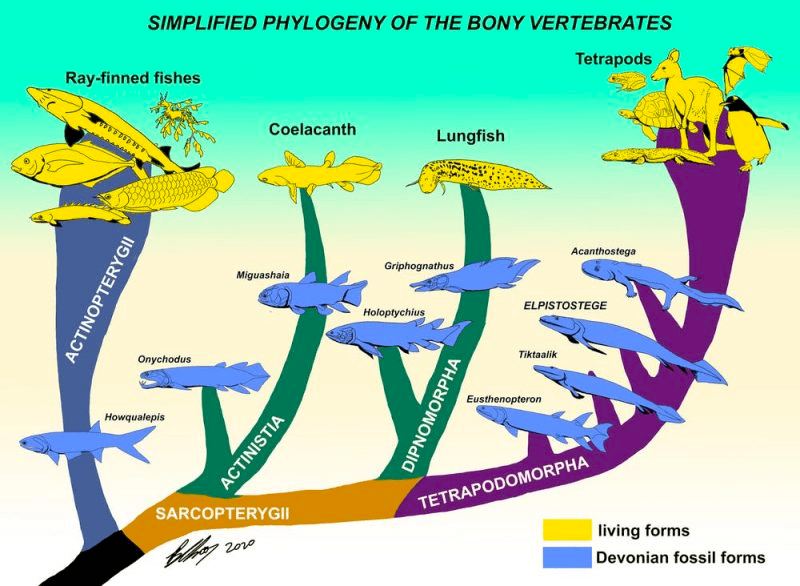 SIMPLIFIED PHYLOGENY OF THE BONY VERTEBRATES
Ray-finned fishes
Coelacanth
Lungfish
Tetrapods
Miguashaia
Griphognathus
Acanthostega
Holoptychius
ELPISTOSTEGE
Onychodus
Tiktaalik
Howqualepis
Eusthenopteron
ACTINOPTERYGII
ACTINISTIA
DIPNOMORPHA
TETRAPODOMORPHA
SARCOPTERYGII
2020
living forms
Devonian fossil forms